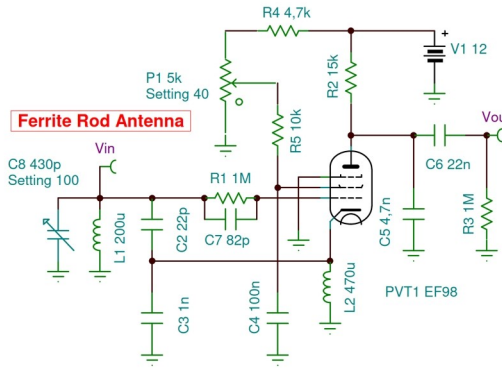 R4 4,7k
V1 12
P1 5k
Setting 40
R2 15k
Ferrite Rod Antenna
R5 10k
Vin
C8 430p
Setting 100
R1 1M
C6 22n
L1 200u
C2 22p
C7 82p
C5 4,7n
R3 1M
C3 1n
C4 100n
L2 470u
PVT1 EF98